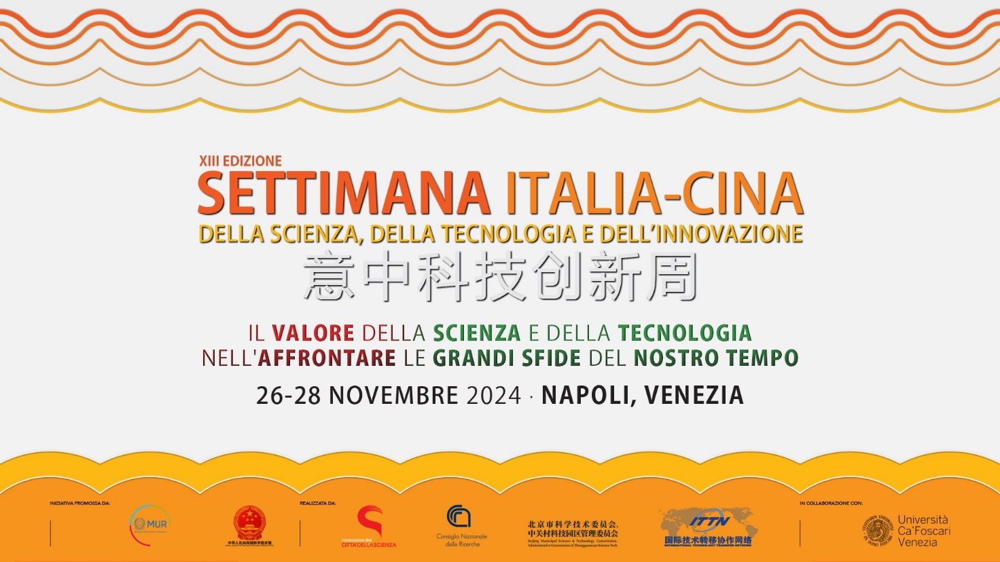 XIII EDIZIONE
SETTIMANA ITALIA-CINA
DELLA SCIENZA, DELLA TECNOLOGIA E DELL'INNOVAZIONE
意中科技创新周
IL VALORE DELLA SCIENZA E DELLA TECNOLOGIA
NELL'AFFRONTARE LE GRANDI SFIDE DEL NOSTRO TEMPO
26-28 NOVEMBRE 2024 · NAPOLI, VENEZIA
INIZIATIVA PROMOSSA DA:
MUR
中华人民共和国科学技术部
REALIZZATA DA:
FONDAZIONE IDIS
CITTÀDELLASCIENZA
Consiglio Nazionale
delle Ricerche
北京市科学技术委员会、
中关村科技园区管理委员会
Beijing Municipal Science & Technology Commission,
Administrative Commission of Zhongguancun Science Park
ITTN
国际技术转移协作网络
INTERNATIONAL TECHNOLOGY TRANSFER NETWORK
IN COLLABORAZIONE CON:
Università
Ca'Foscari
Venezia